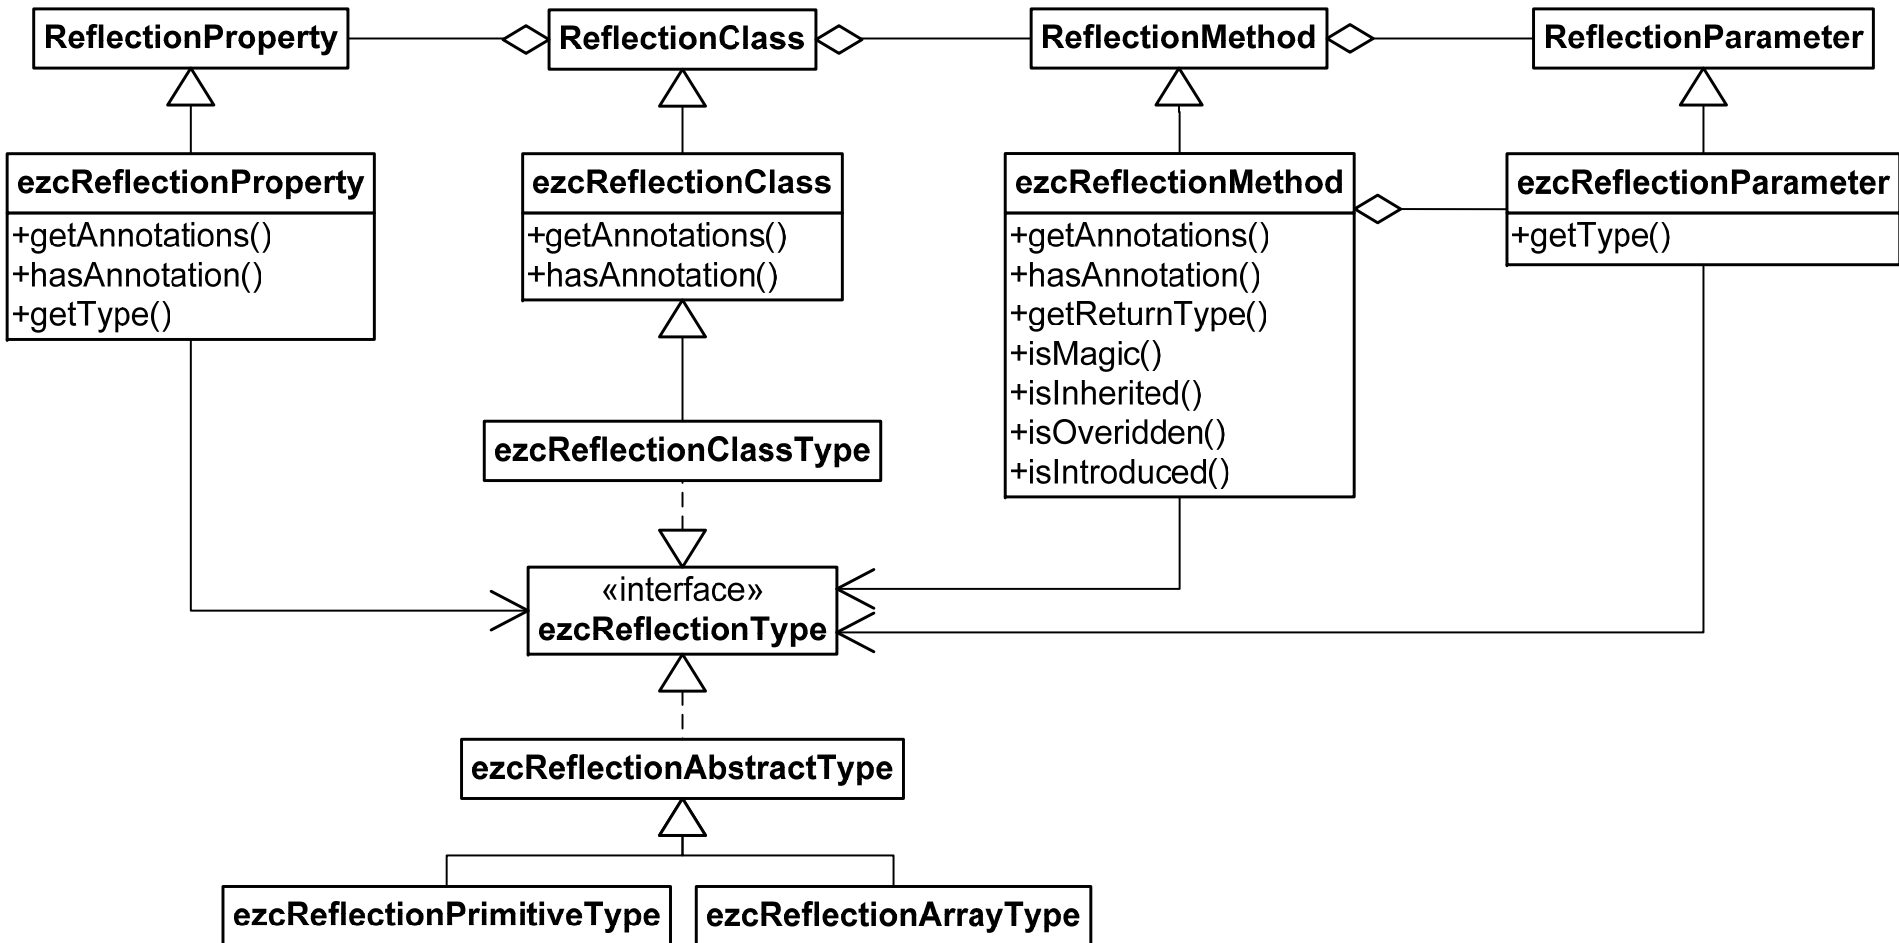 ReflectionProperty
ReflectionClass
ReflectionMethod
ReflectionParameter
ezcReflectionProperty
+getAnnotations()
+hasAnnotation()
+getType()
ezcReflectionClass
+getAnnotations()
+hasAnnotation()
ezcReflectionMethod
+getAnnotations()
+hasAnnotation()
+getReturnType()
+isMagic()
+isInherited()
+isOveridden()
+isIntroduced()
ezcReflectionParameter
+getType()
ezcReflectionClassType
«interface»
ezcReflectionType
ezcReflectionAbstractType
ezcReflectionPrimitiveType
ezcReflectionArrayType